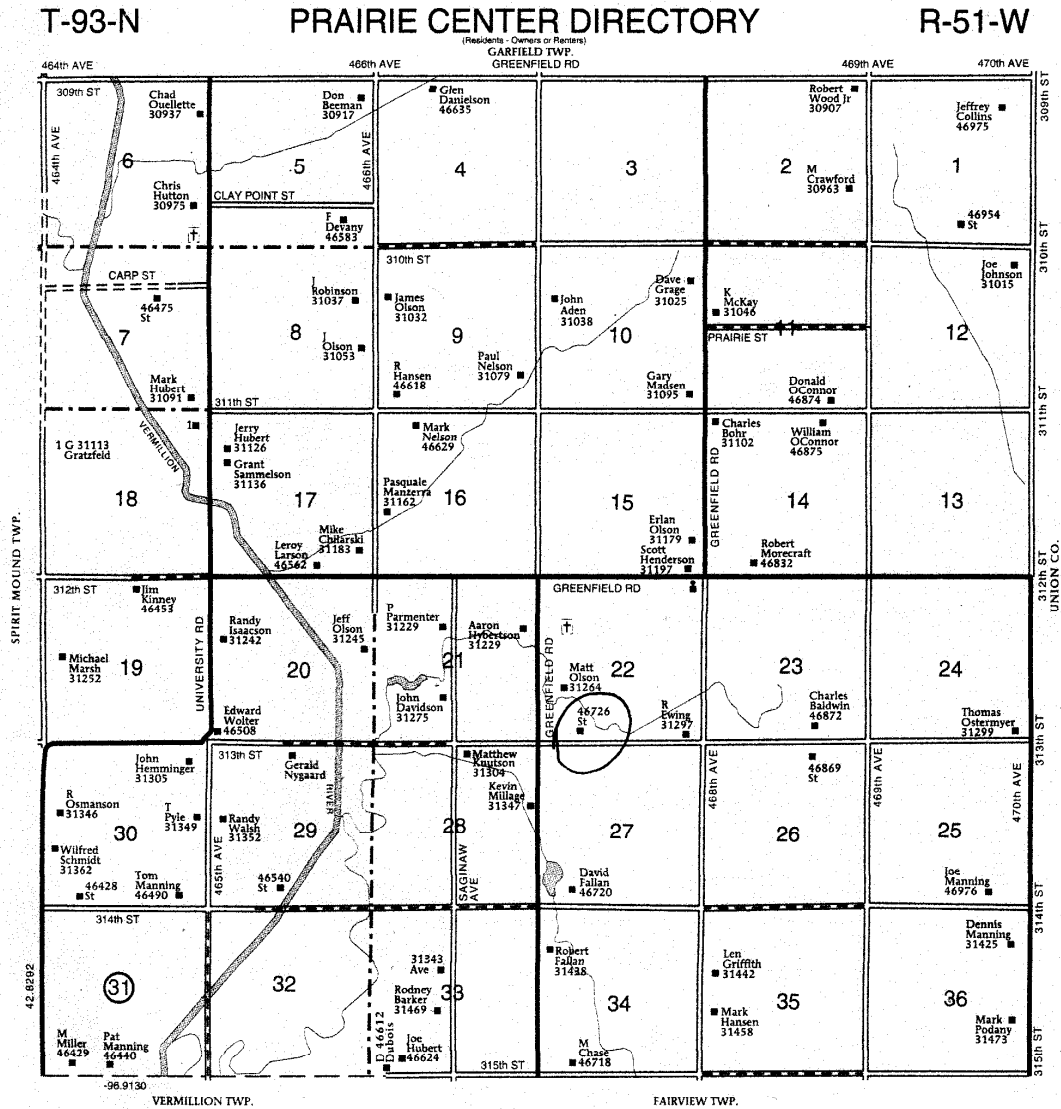 T-93-N
PRAIRIE CENTER DIRECTORY
R-51-W
(Residents - Owners or Renters)
GARFIELD TWP.
464th AVE
466th AVE
GREENFIELD RD
469th AVE
470th AVE
309th ST
464th AVE
Chad
Ouellette
30937
6
Chris
Hutton
30975
Don
Beeman
30917
5
466th AVE
CLAY POINT ST
F
Devany
46583
Glen
Danielson
46635
4
3
Robert
Wood Jr
30907
2
M
Crawford
30963
Jeffrey
Collins
46975
1
46954
St
309th ST
310th ST
CARP ST
46475
St
7
Mark
Hubert
31091
J
Robinson
31037
8
J
Olson
31053
311th ST
310th ST
James
Olson
31032
9
R
Hansen
46618
Paul
Nelson
31079
John
Aden
31038
Dave
Grage
31025
10
Gary
Madsen
31095
K
McKay
31046
11
PRAIRIE ST
Donald
OConnor
46874
Joe
Johnson
31015
12
311th ST
1
1 G 31113
Gratzfeld
VERMILLION
18
Jerry
Hubert
31126
Grant
Sammelson
31136
17
Mike
Chilarski
31183
Leroy
Larson
46562
Mark
Nelson
46629
Pasquale
Manzerra
31162
16
15
Erlan
Olson
31179
Scott
Henderson
31197
Charles
Bohr
31102
GREENFIELD RD
William
OConnor
46875
14
Robert
Morecraft
46832
13
312th ST
UNION CO.
SPIRIT MOUND TWP.
312th ST
Jim
Kinney
46453
Michael
Marsh
31252
19
UNIVERSITY RD
Randy
Isaacson
31242
20
Jeff
Olson
31245
Edward
Wolter
46508
P
Parmenter
31229
21
John
Davidson
31275
Aaron
Hybertson
31229
GREENFIELD RD
GREENFIELD RD
22
Matt
Olson
31264
46726
St
R
Ewing
31297
23
Charles
Baldwin
46872
24
Thomas
Ostermyer
31299
313th ST
John
Hemminger
31305
R
Osmanson
31346
T
Pyle
31349
30
Wilfred
Schmidt
31362
46428
St
Tom
Manning
46490
313th ST
Gerald
Nygaard
RIVER
Randy
Walsh
31352
29
465th AVE
46540
St
Matthew
Knutson
31304
Kevin
Millage
31347
28
SAGINAW
AVE
27
David
Fallan
46720
468th AVE
46869
St
26
469th AVE
470th AVE
25
Joe
Manning
46976
314th ST
314th ST
42.8292
31
M
Miller
46429
Pat
Manning
46440
32
31343
Ave
Rodney
Barker
31469
33
D 46612
Dubois
Joe
Hubert
46624
Robert
Fallan
31438
34
M
Chase
46718
315th ST
Len
Griffith
31442
35
Mark
Hansen
31458
Dennis
Manning
31425
36
Mark
Podany
31473
315th ST
-96.9130
VERMILLION TWP.
FAIRVIEW TWP.